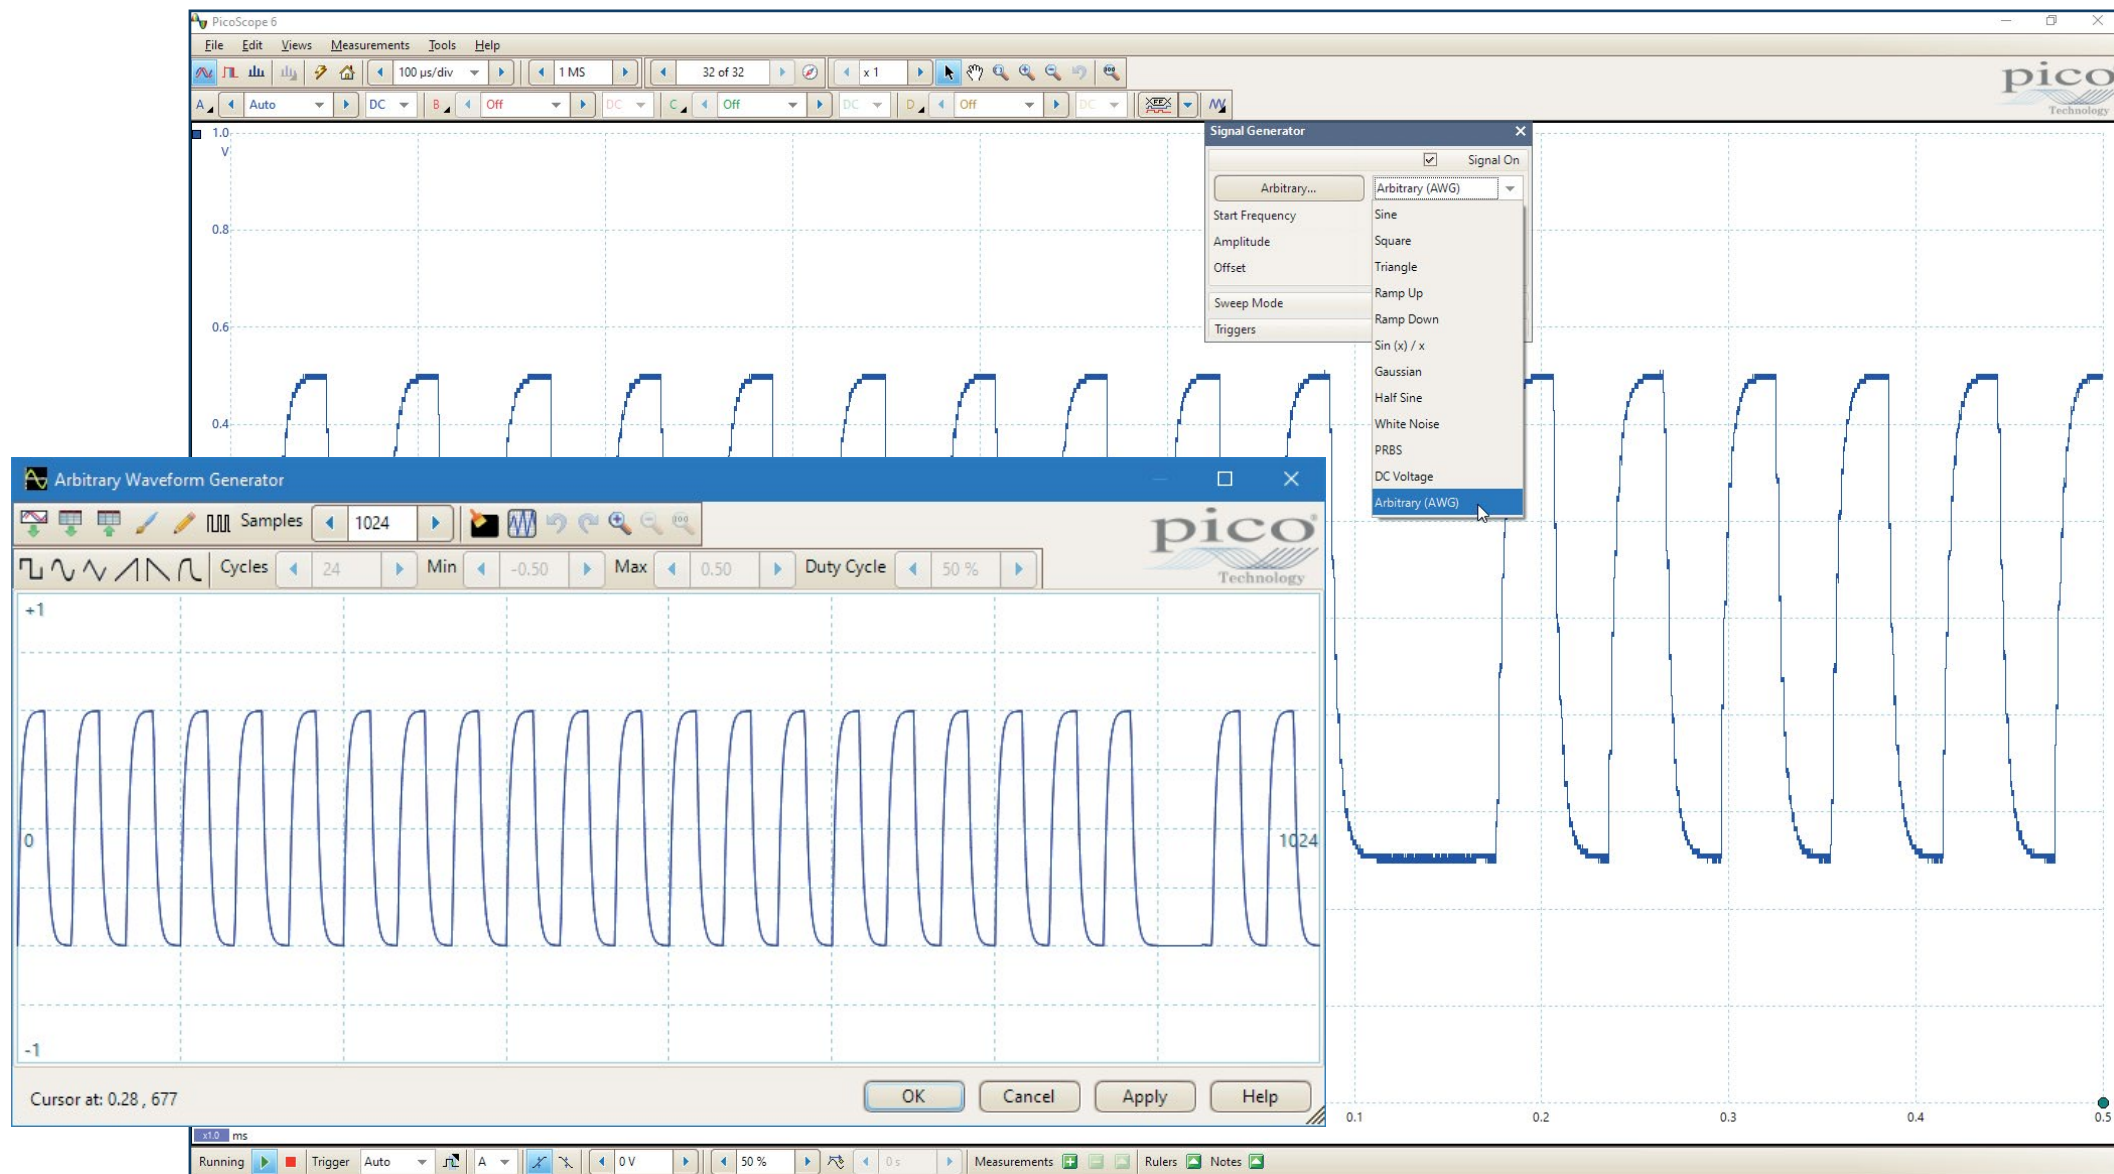 PicoScope 6
File Edit Views Measurements Tools Help
100 µs/div 1 MS 32 of 32 x 1
A Auto DC B Off DC C Off DC D Off DC
pico
Technology
1.0
V
0.8
0.6
0.4
Signal Generator
Signal On
Arbitrary... Arbitrary (AWG)
Start Frequency
Amplitude
Offset
Sweep Mode
Triggers
Sine
Square
Triangle
Ramp Up
Ramp Down
Sin (x) / x
Gaussian
Half Sine
White Noise
PRBS
DC Voltage
Arbitrary (AWG)
Arbitrary Waveform Generator
Samples 1024
pico
Technology
Cycles 24 Min -0.50 Max 0.50 Duty Cycle 50 %
+1
0
1024
-1
Cursor at: 0.28 , 677
OK Cancel Apply Help
0.1 0.2 0.3 0.4 0.5
x1.0 ms
Running Trigger Auto A 0 V 50 % 0 s Measurements Rulers Notes